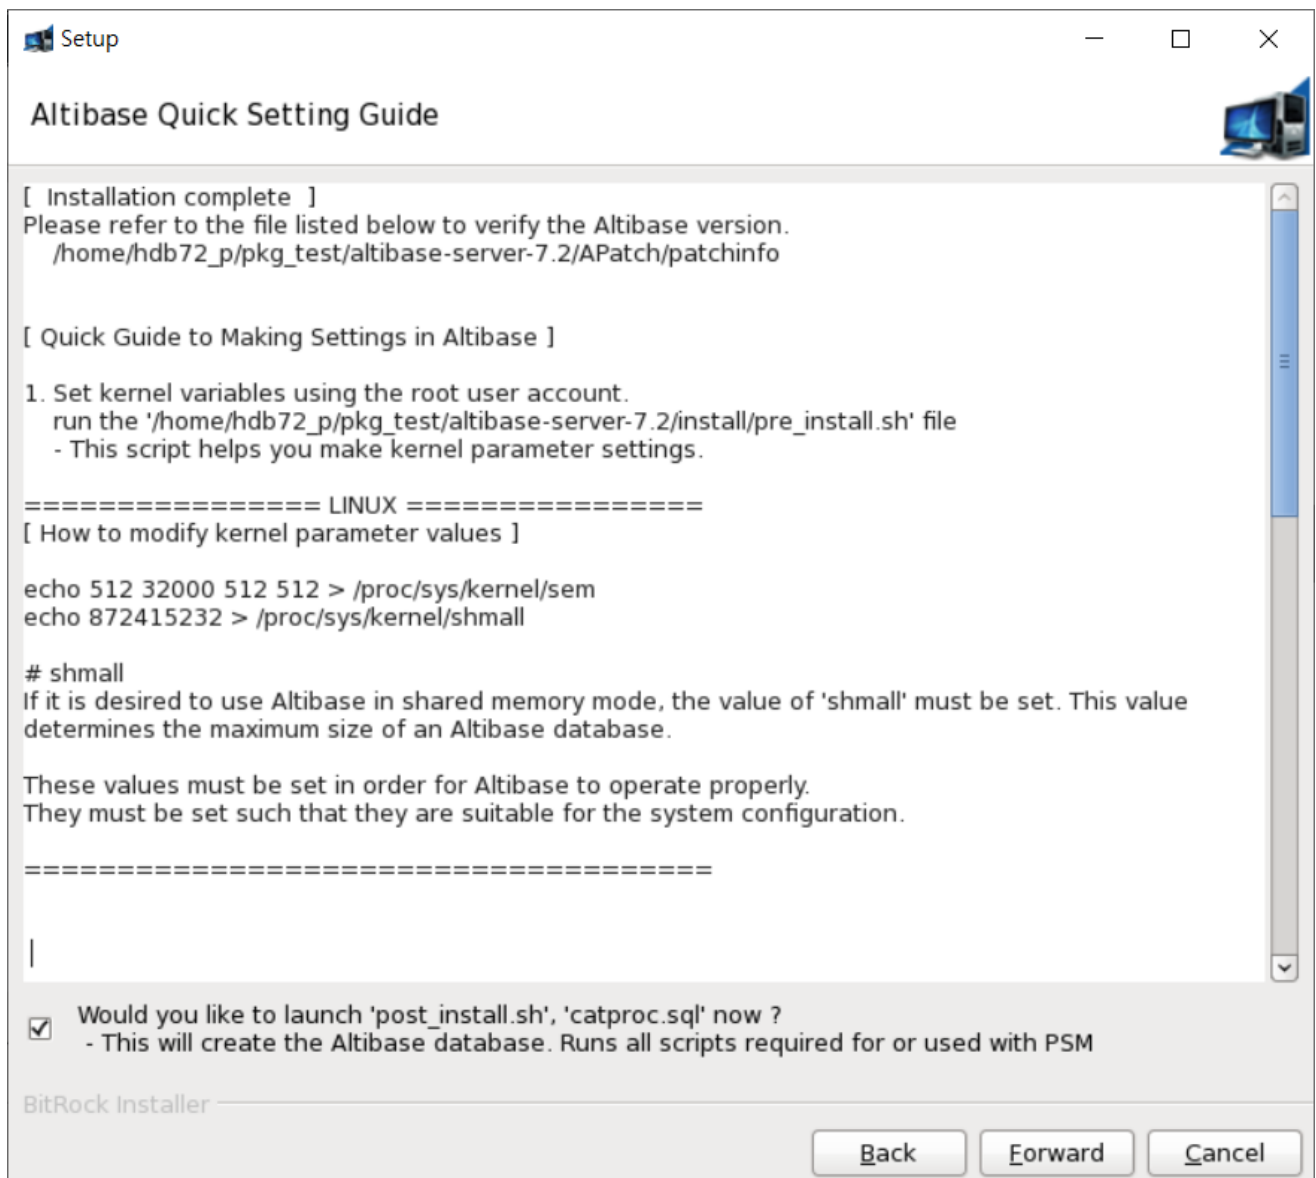 Setup
Altibase Quick Setting Guide
[  Installation complete  ]
Please refer to the file listed below to verify the Altibase version.
/home/hdb72_p/pkg_test/altibase-server-7.2/APatch/patchinfo
[ Quick Guide to Making Settings in Altibase ]
1. Set kernel variables using the root user account.
run the '/home/hdb72_p/pkg_test/altibase-server-7.2/install/pre_install.sh' file
- This script helps you make kernel parameter settings.
================ LINUX ================
[ How to modify kernel parameter values ]
echo 512 32000 512 512 > /proc/sys/kernel/sem
echo 872415232 > /proc/sys/kernel/shmall
# shmall
If it is desired to use Altibase in shared memory mode, the value of 'shmall' must be set. This value
determines the maximum size of an Altibase database.
These values must be set in order for Altibase to operate properly.
They must be set such that they are suitable for the system configuration.
=====================================
Would you like to launch 'post_install.sh', 'catproc.sql' now ?
- This will create the Altibase database. Runs all scripts required for or used with PSM
BitRock Installer
Back
Forward
Cancel